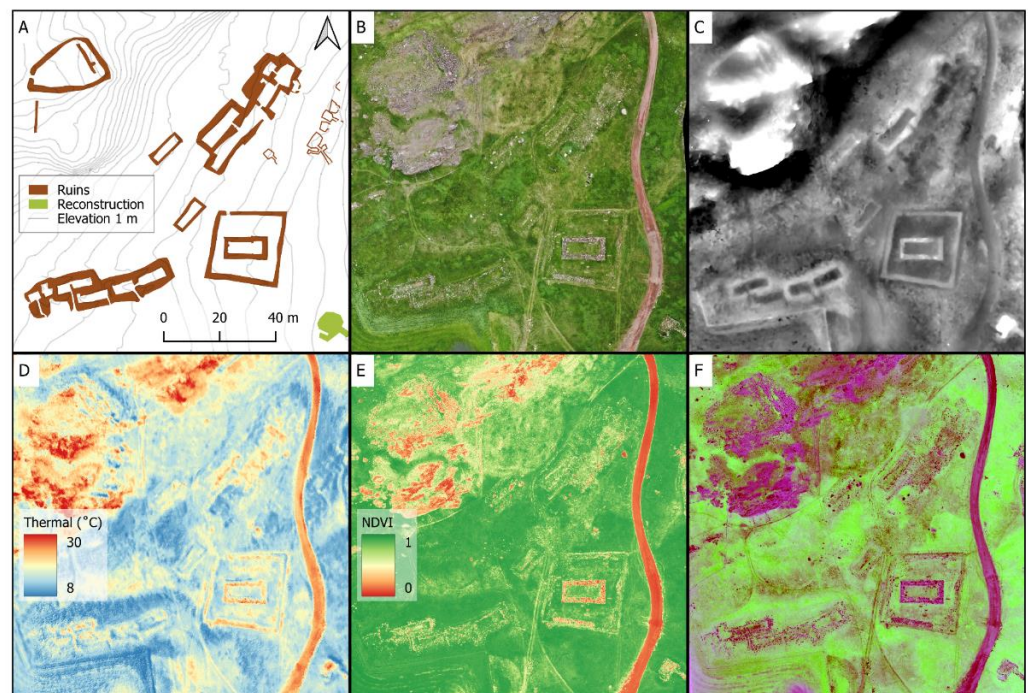 A
B
C
Ruins
Reconstruction
Elevation 1 m
0 20 40 m
D
E
F
Thermal (°C)
30
8
NDVI
1
0